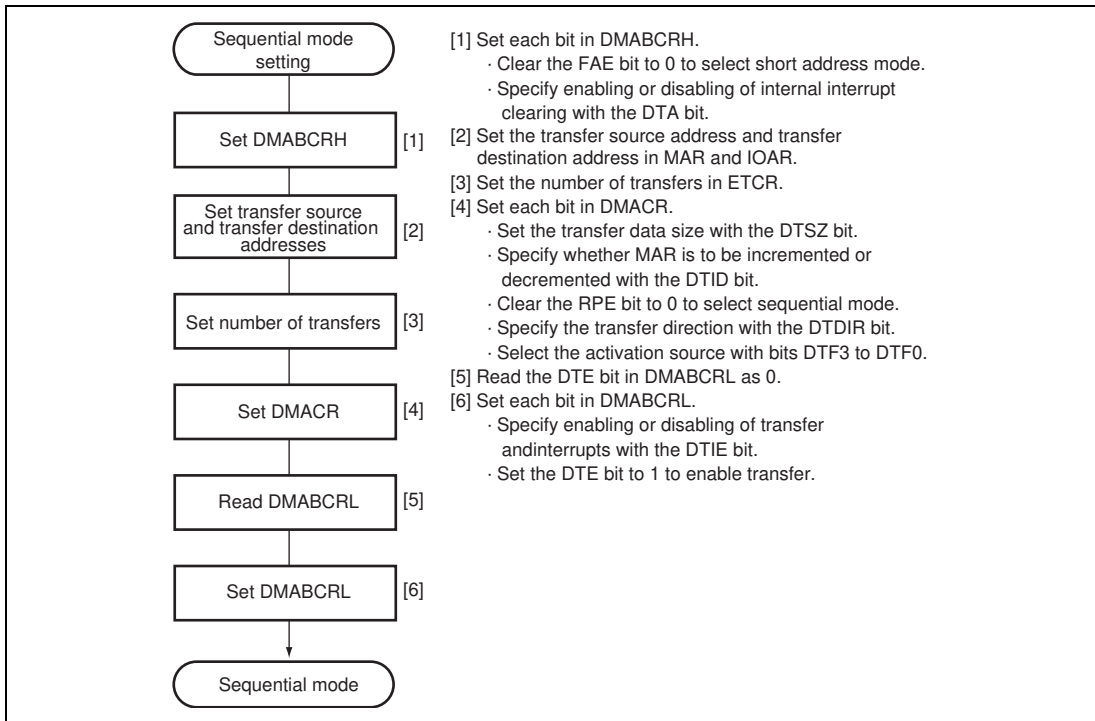 Sequential mode
setting
Set DMABCRH
[1]
Set transfer source
and transfer destination
addresses
[2]
Set number of transfers
[3]
Set DMACR
[4]
Read DMABCRL
[5]
Set DMABCRL
[6]
Sequential mode
[1] Set each bit in DMABCRH.
· Clear the FAE bit to 0 to select short address mode.
· Specify enabling or disabling of internal interrupt
clearing with the DTA bit.
[2] Set the transfer source address and transfer
destination address in MAR and IOAR.
[3] Set the number of transfers in ETCR.
[4] Set each bit in DMACR.
· Set the transfer data size with the DTSZ bit.
· Specify whether MAR is to be incremented or
decremented with the DTID bit.
· Clear the RPE bit to 0 to select sequential mode.
· Specify the transfer direction with the DTDIR bit.
· Select the activation source with bits DTF3 to DTF0.
[5] Read the DTE bit in DMABCRL as 0.
[6] Set each bit in DMABCRL.
· Specify enabling or disabling of transfer
andinterrupts with the DTIE bit.
· Set the DTE bit to 1 to enable transfer.